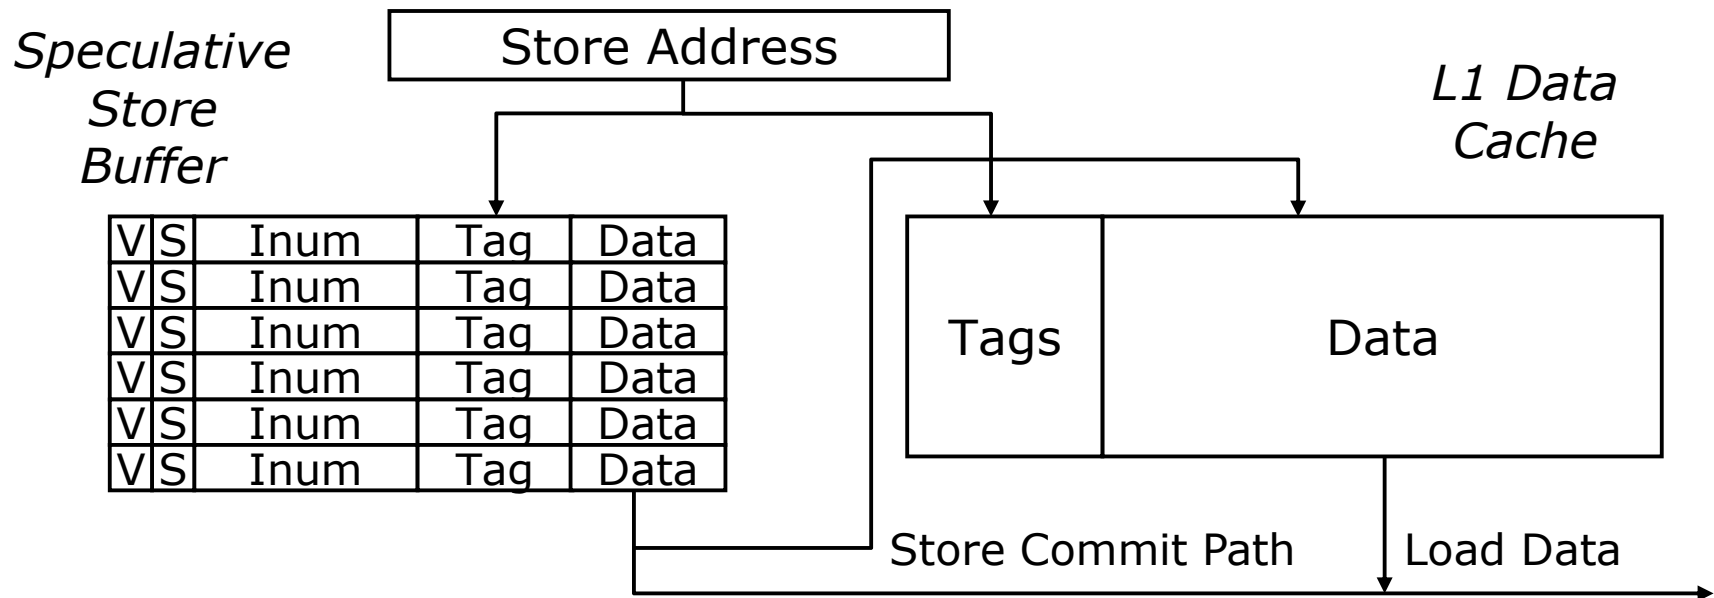 Speculative
Store
Buffer
Store Address
L1 Data
Cache
V S Inum Tag Data
V S Inum Tag Data
V S Inum Tag Data
V S Inum Tag Data
V S Inum Tag Data
V S Inum Tag Data
Tags Data
Store Commit Path
Load Data